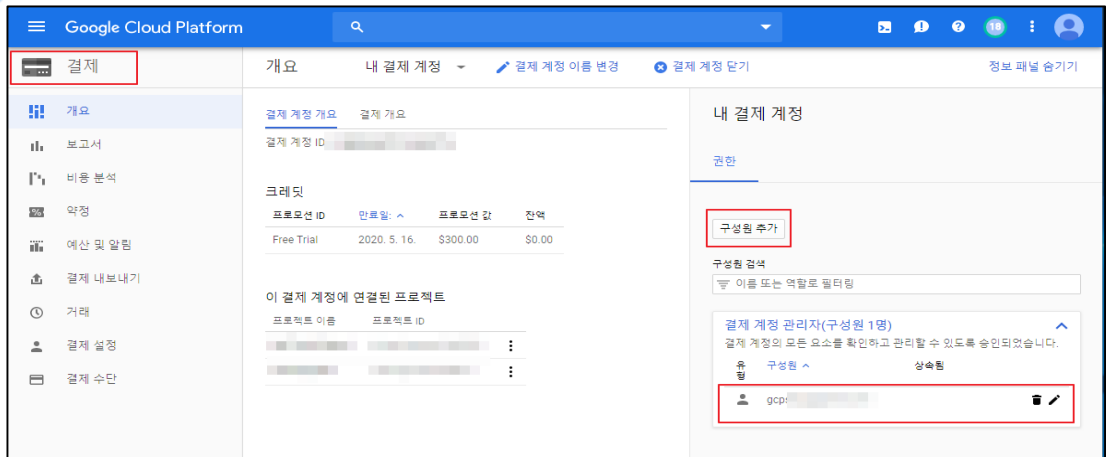 Google Cloud Platform
18
결제
개요
내 결제 계정
결제 계정 이름 변경
결제 계정 닫기
정보 패널 숨기기
개요
보고서
비용 분석
약정
예산 및 알림
결제 내보내기
거래
결제 설정
결제 수단
결제 계정 개요 결제 개요
결제 계정 ID
크레딧
프로모션 ID 만료일: 프로모션 값 잔액
Free Trial 2020. 5. 16. $300.00 $0.00
이 결제 계정에 연결된 프로젝트
프로젝트 이름 프로젝트 ID
내 결제 계정
권한
구성원 추가
구성원 검색
이름 또는 역할로 필터링
결제 계정 관리자(구성원 1명)
결제 계정의 모든 요소를 확인하고 관리할 수 있도록 승인되었습니다.
유형 구성원 상속됨
gcp